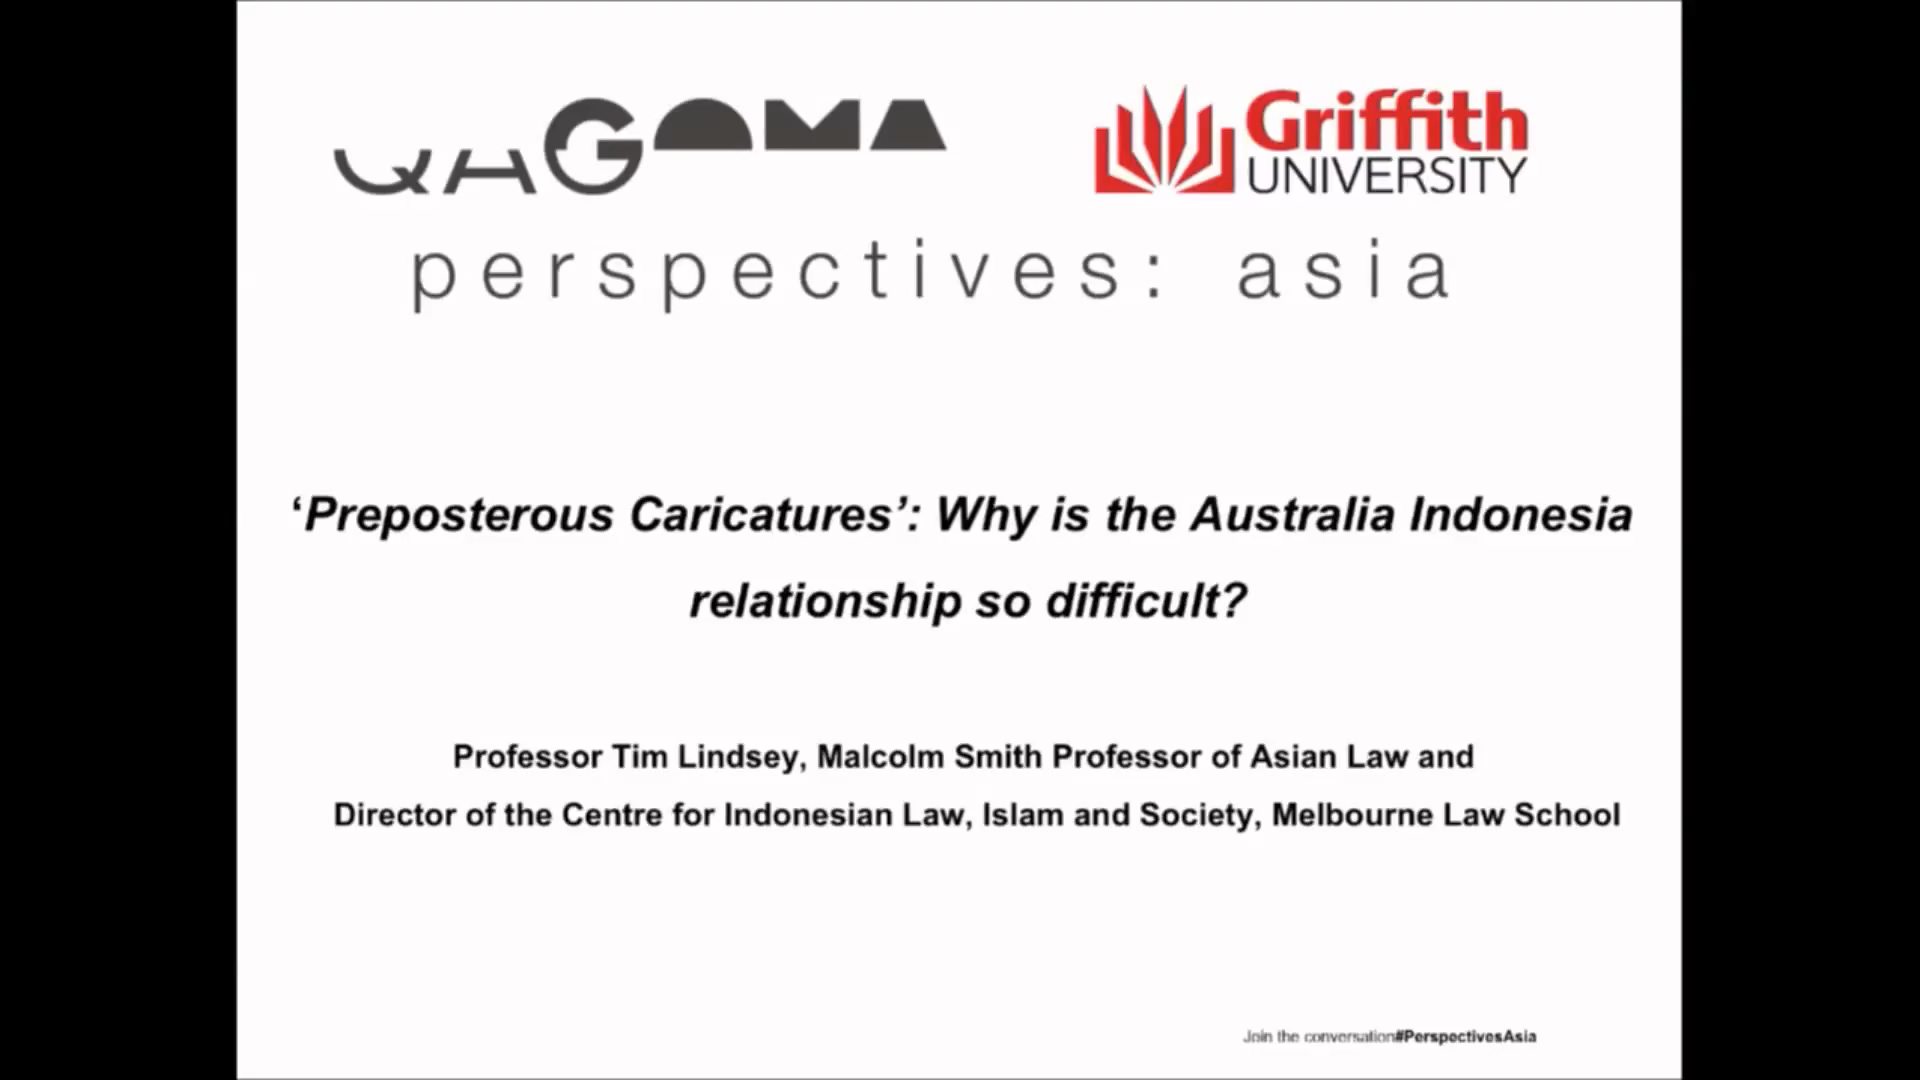 QAGOMA
Griffith
UNIVERSITY
perspectives: asia
‘Preposterous Caricatures’: Why is the Australia Indonesia
relationship so difficult?
Professor Tim Lindsey, Malcolm Smith Professor of Asian Law and
Director of the Centre for Indonesian Law, Islam and Society, Melbourne Law School
Join the conversation#PerspectivesAsia